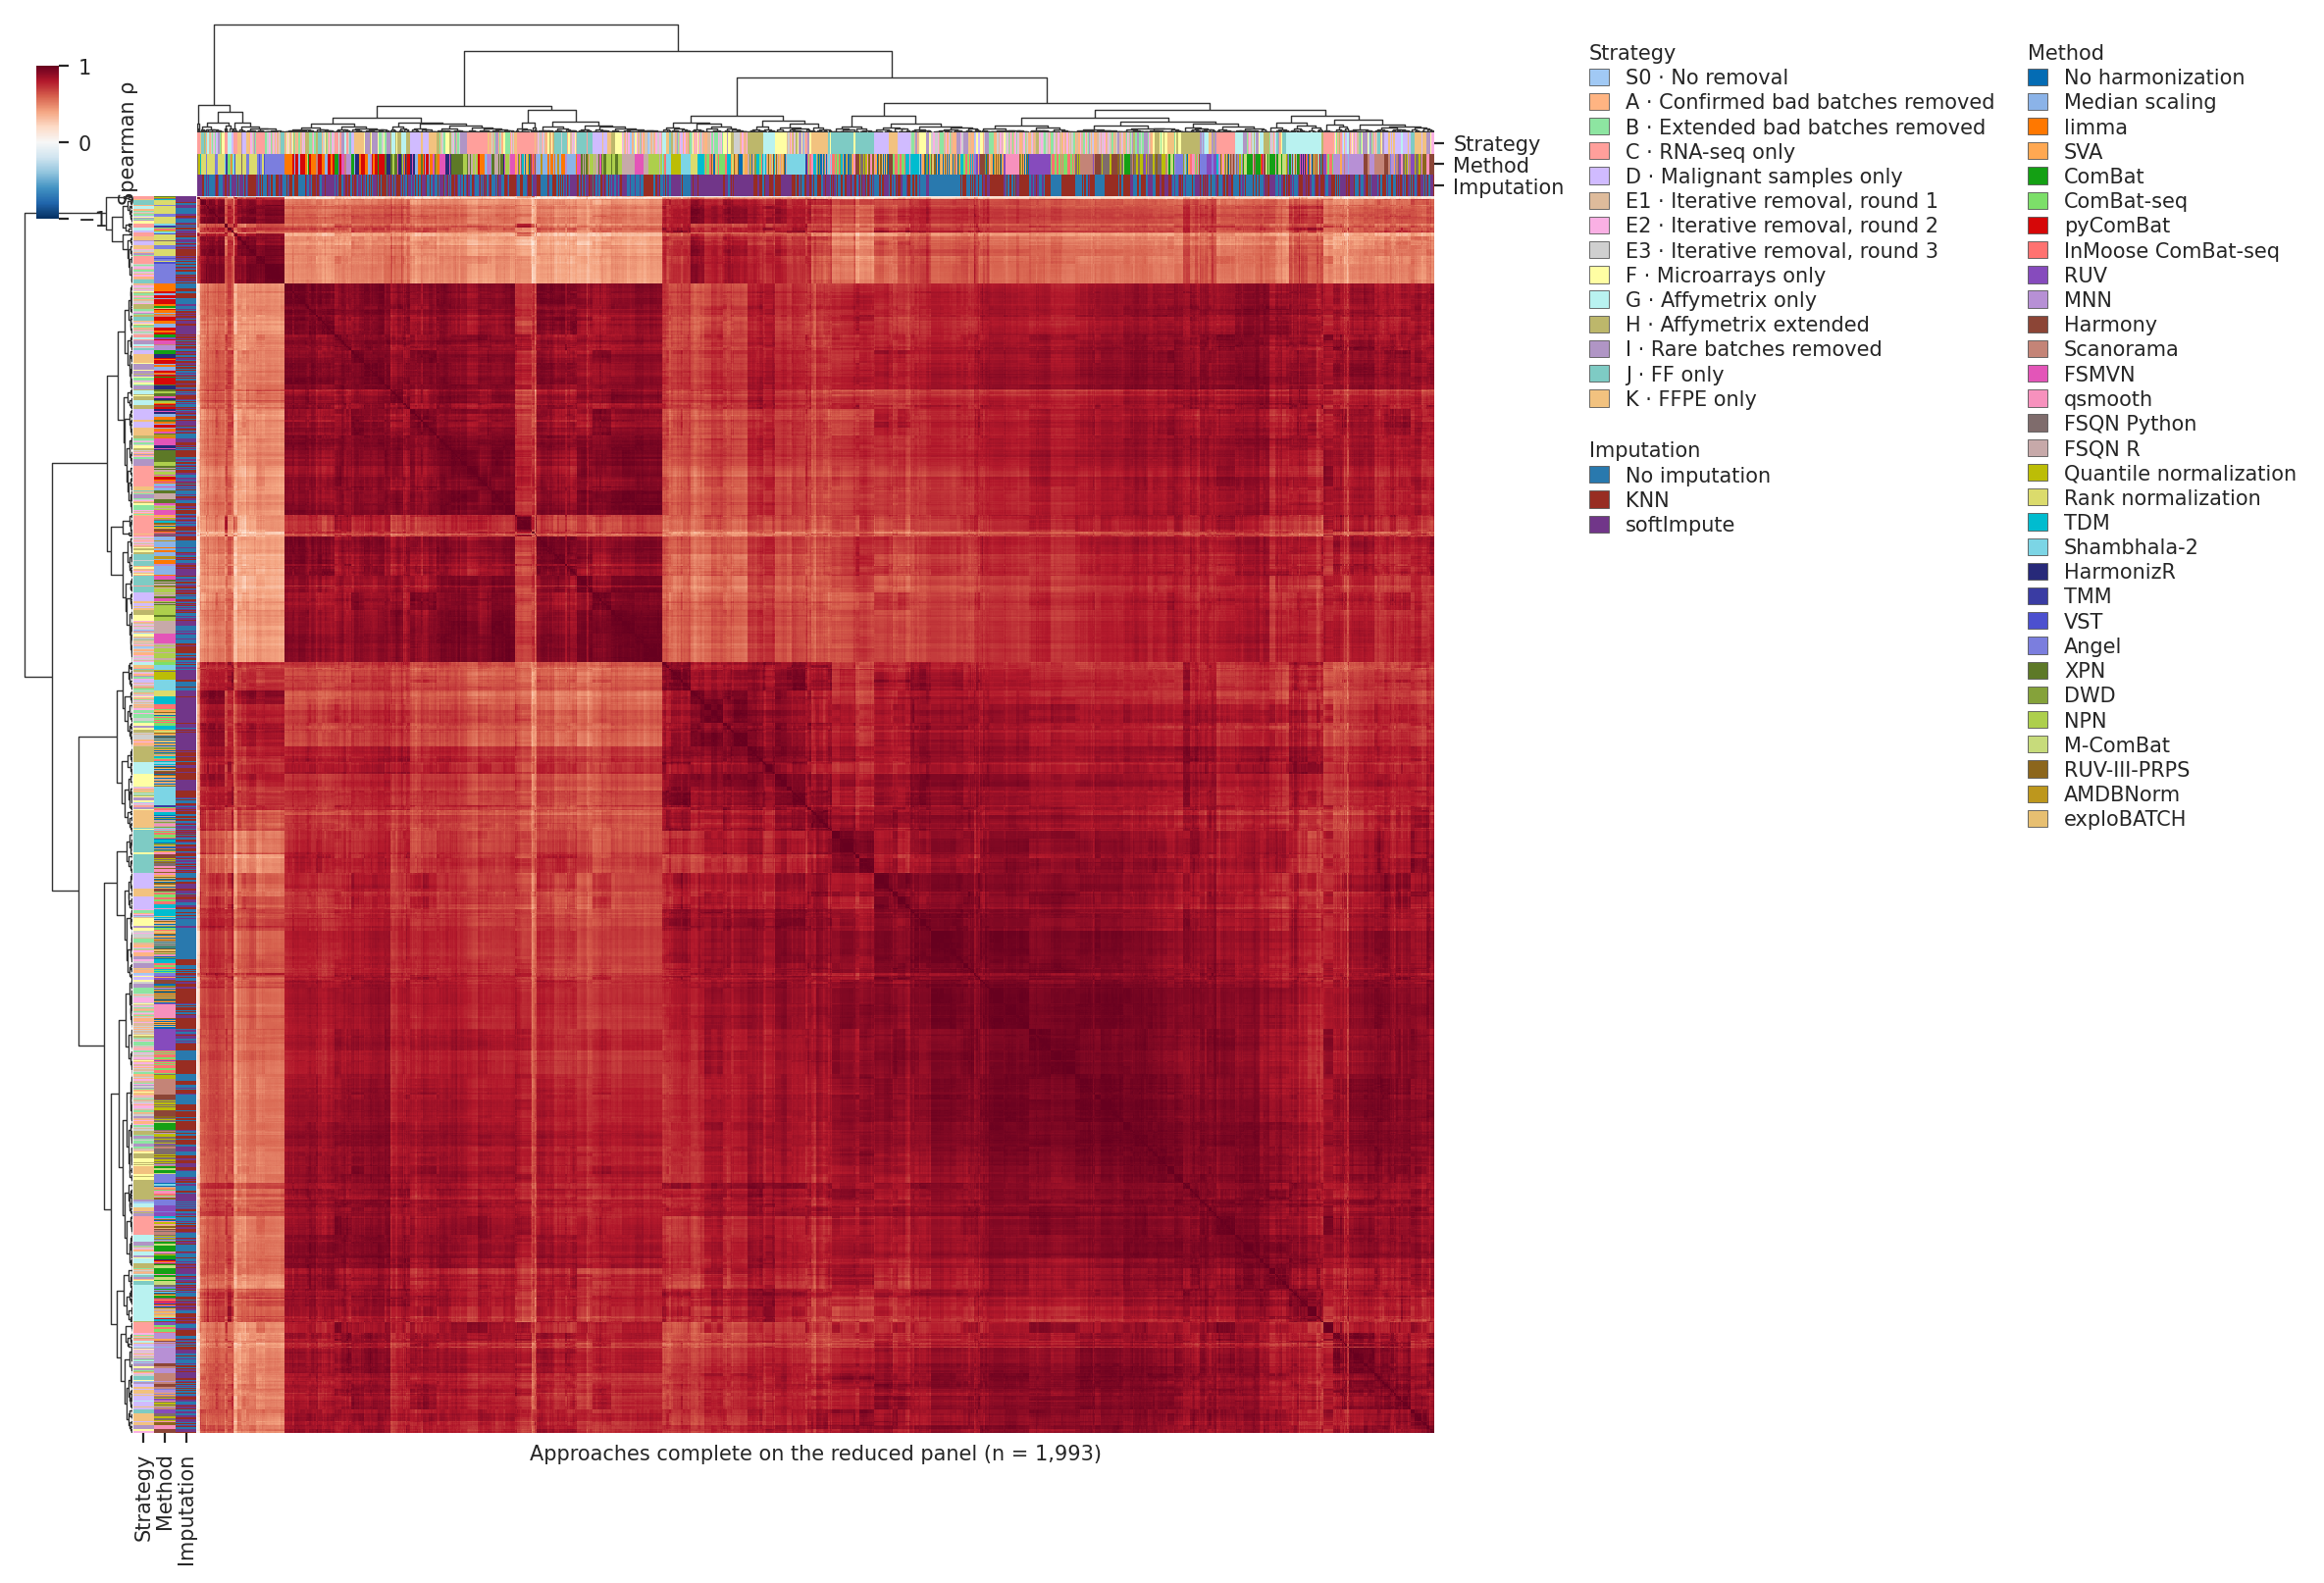 1
0
−1
Spearman ρ
Strategy
Method
Imputation
Strategy
Method
Imputation
Approaches complete on the reduced panel (n = 1,993)
Strategy
S0 · No removal
A · Confirmed bad batches removed
B · Extended bad batches removed
C · RNA-seq only
D · Malignant samples only
E1 · Iterative removal, round 1
E2 · Iterative removal, round 2
E3 · Iterative removal, round 3
F · Microarrays only
G · Affymetrix only
H · Affymetrix extended
I · Rare batches removed
J · FF only
K · FFPE only
Imputation
No imputation
KNN
softImpute
Method
No harmonization
Median scaling
limma
SVA
ComBat
ComBat-seq
pyComBat
InMoose ComBat-seq
RUV
MNN
Harmony
Scanorama
FSMVN
qsmooth
FSQN Python
FSQN R
Quantile normalization
Rank normalization
TDM
Shambhala-2
HarmonizR
TMM
VST
Angel
XPN
DWD
NPN
M-ComBat
RUV-III-PRPS
AMDBNorm
exploBATCH